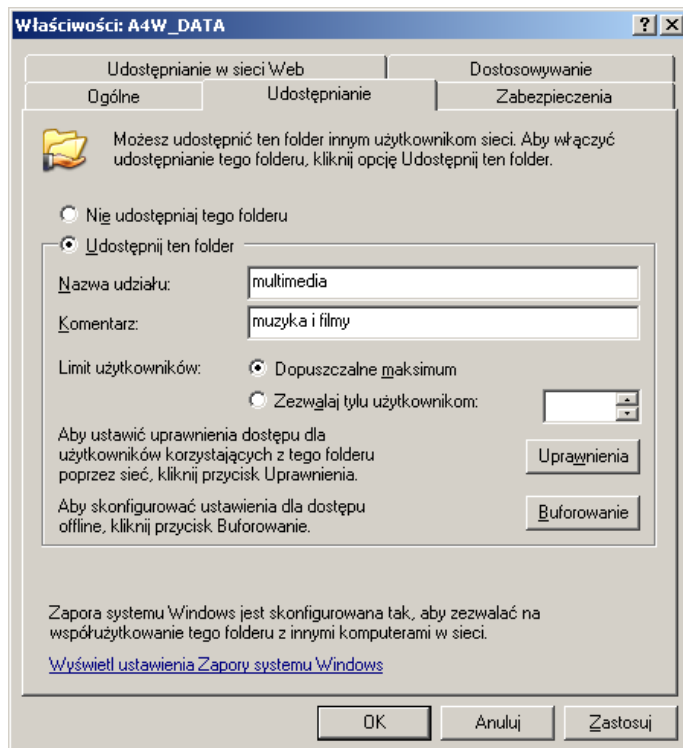 Właściwości: A4W_DATA
Udostępnianie w sieci Web
Dostosowywanie
Ogólne
Udostępnianie
Zabezpieczenia
Możesz udostępnić ten folder innym użytkownikom sieci. Aby włączyć
udostępnianie tego folderu, kliknij opcję Udostępnij ten folder.
Nie udostępniaj tego folderu
Udostępnij ten folder
Nazwa udziału:
multimedia
Komentarz:
muzyka i filmy
Limit użytkowników:
Dopuszczalne maksimum
Zezwalaj tylu użytkownikom:
Aby ustawić uprawnienia dostępu dla
użytkowników korzystających z tego folderu
poprzez sieć, kliknij przycisk Uprawnienia.
Uprawnienia
Aby skonfigurować ustawienia dla dostępu
offline, kliknij przycisk Buforowanie.
Buforowanie
Zapora systemu Windows jest skonfigurowana tak, aby zezwalać na
współużytkowanie tego folderu z innymi komputerami w sieci.
Wyświetl ustawienia Zapory systemu Windows
OK
Anuluj
Zastosuj